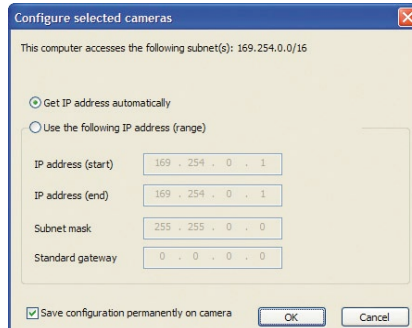 Configure selected cameras
This computer accesses the following subnet(s): 169.254.0.0/16
Get IP address automatically
Use the following IP address (range)
IP address (start) 169 . 254 . 0 . 1
IP address (end) 169 . 254 . 0 . 1
Subnet mask 255 . 255 . 0 . 0
Standard gateway 0 . 0 . 0 . 0
Save configuration permanently on camera OK Cancel